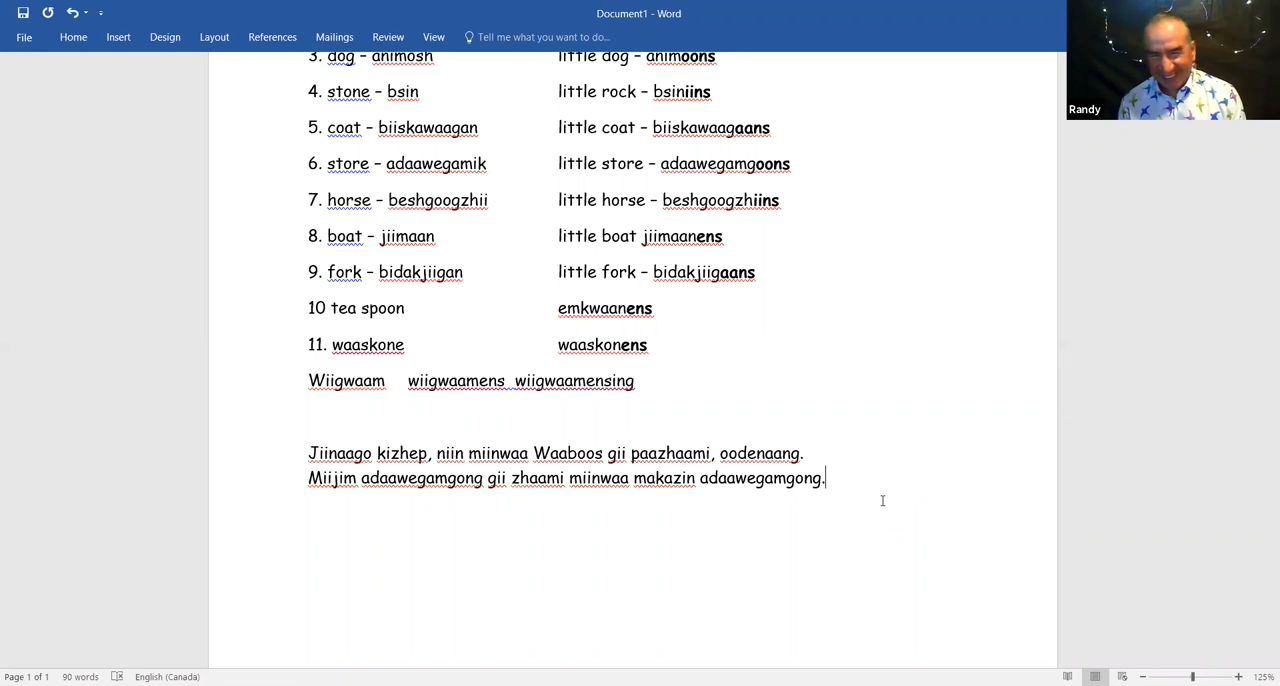 Document1 - Word
File Home Insert Design Layout References Mailings Review View Tell me what you want to do...
Randy
3. dog – animosh little dog – animoons
4. stone – bsin little rock – bsiniins
5. coat – biiskawaagan little coat – biiskawaagaans
6. store – adaawegamik little store – adaawegamgoons
7. horse – beshgoogzhii little horse – beshgoogzhiins
8. boat – jiimaan little boat jiimaanens
9. fork – bidakjiigan little fork – bidakjiigaans
10 tea spoon emkwaanens
11. waaskone waaskonens
Wiigwaam wiigwaamens wiigwaamensing
Jiinaago kizhep, niin miinwaa Waaboos gii paazhaami, oodenaang.
Miijim adaawegamgong gii zhaami miinwaa makazin adaawegamgong.
Page 1 of 1 90 words English (Canada) 125%